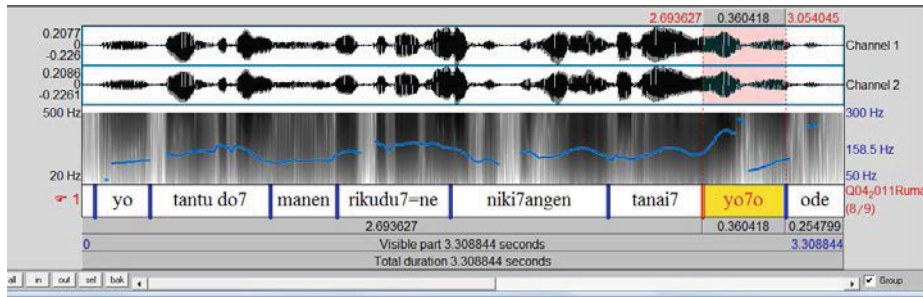 2.693627 0.360418 3.054045
0.2077
0
-0.226
Channel 1
0.2086
0
-0.2261
Channel 2
500 Hz 300 Hz
158.5 Hz
20 Hz 50 Hz
1 yo tantu do7 manen rikudu7=ne niki7angen tanai7 yo7o ode Q04_011Ruma
(8/9)
2.693627 0.360418 0.254799
0 Visible part 3.308844 seconds 3.308844
Total duration 3.308844 seconds
all in out sel bak Group